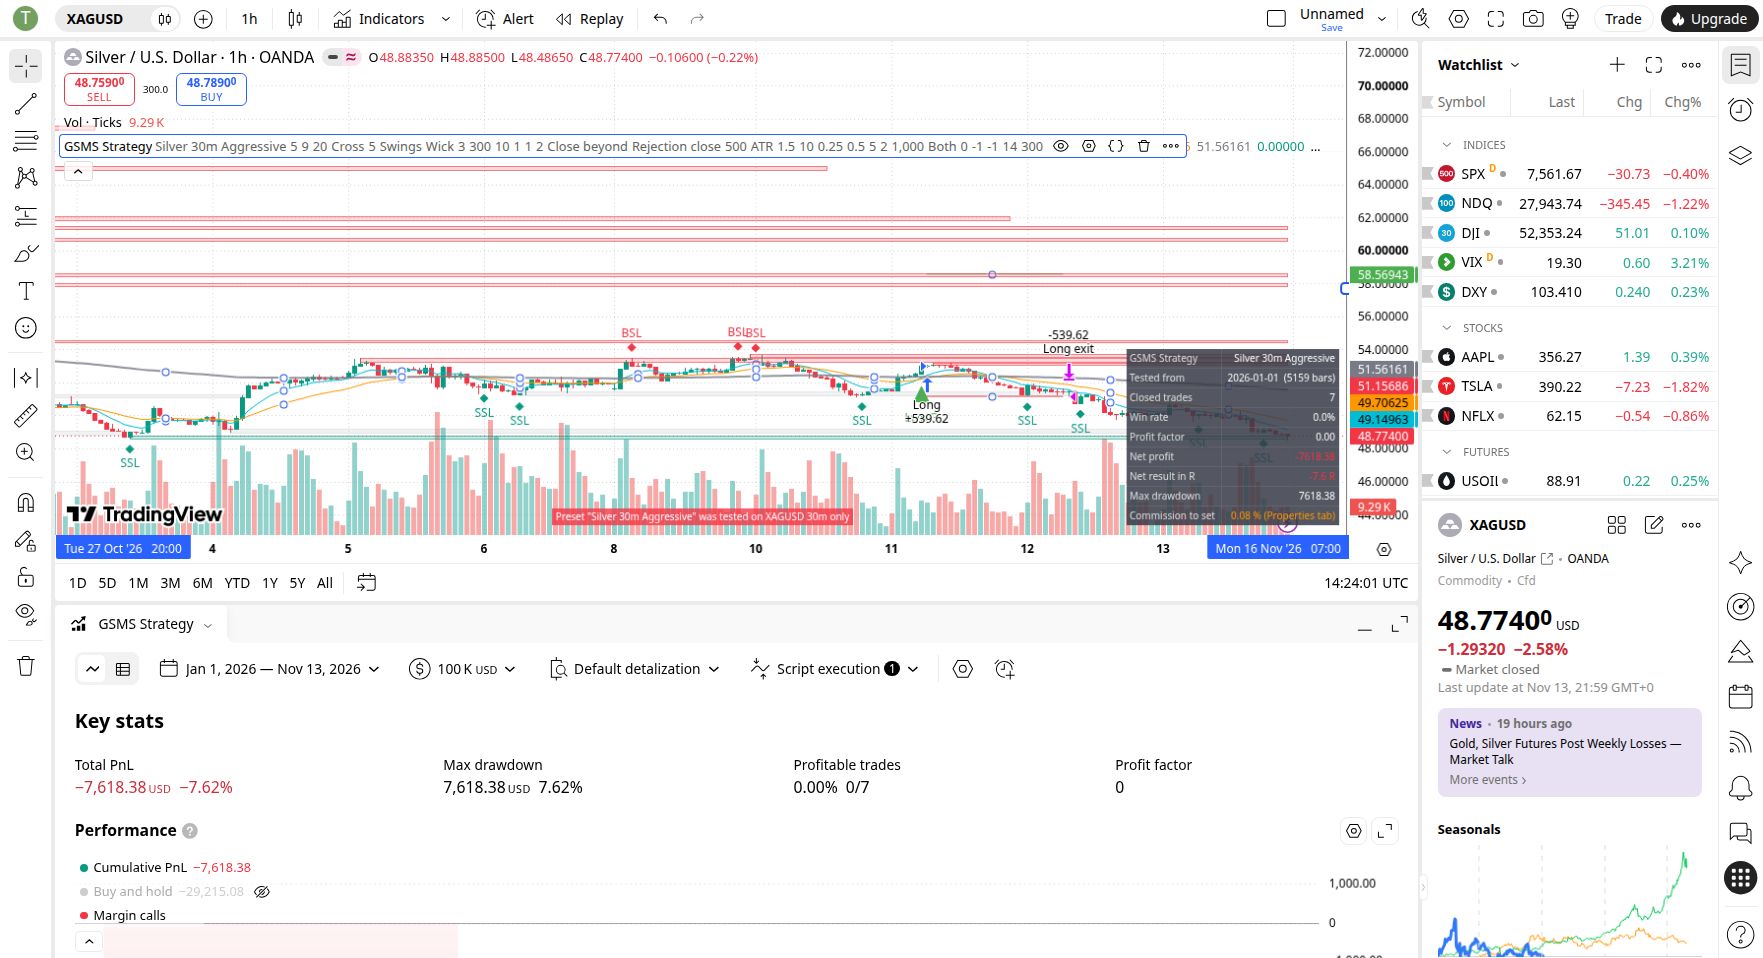 T
XAGUSD
1h
Indicators
Alert
Replay
Unnamed
Save
Trade
Upgrade
Silver / U.S. Dollar · 1h · OANDA
O48.88350 H48.88500 L48.48650 C48.77400 −0.10600 (−0.22%)
48.75900
SELL
300.0
48.78900
BUY
Vol · Ticks 9.29 K
GSMS Strategy Silver 30m Aggressive 5 9 20 Cross 5 Swings Wick 3 300 10 1 1 2 Close beyond Rejection close 500 ATR 1.5 10 0.25 0.5 5 2 1,000 Both 0 -1 -1 14 300
51.56161 0.00000 ...
72.00000
70.00000
68.00000
66.00000
64.00000
62.00000
60.00000
58.56943
58.00000
56.00000
54.00000
51.56161
51.15686
49.70625
49.14963
48.77400
48.00000
46.00000
9.29 K
44.00000
BSL
BSL
BSL
-539.62
Long exit
SSL
SSL
SSL
SSL
Long
+539.62
SSL
SSL
SSL
SSL
GSMS Strategy Silver 30m Aggressive
Tested from 2026-01-01 (5159 bars)
Closed trades 7
Win rate 0.0%
Profit factor 0.00
Net profit -7618.38
Net result in R -7.6 R
Max drawdown 7618.38
Commission to set 0.08 % (Properties tab)
TradingView
Preset "Silver 30m Aggressive" was tested on XAGUSD 30m only
Tue 27 Oct '26 20:00
4 5 6 8 10 11 12 13
Mon 16 Nov '26 07:00
1D 5D 1M 3M 6M YTD 1Y 5Y All
14:24:01 UTC
GSMS Strategy
Jan 1, 2026 — Nov 13, 2026
100 K USD
Default detalization
Script execution 1
Key stats
Total PnL
−7,618.38 USD −7.62%
Max drawdown
7,618.38 USD 7.62%
Profitable trades
0.00% 0/7
Profit factor
0
Performance
Cumulative PnL −7,618.38
Buy and hold −29,215.08
Margin calls
1,000.00
0
Watchlist
Symbol Last Chg Chg%
INDICES
SPX D 7,561.67 −30.73 −0.40%
NDQ 27,943.74 −345.45 −1.22%
DJI 52,353.24 51.01 0.10%
VIX D 19.30 0.60 3.21%
DXY 103.410 0.240 0.23%
STOCKS
AAPL 356.27 1.39 0.39%
TSLA 390.22 −7.23 −1.82%
NFLX 62.15 −0.54 −0.86%
FUTURES
USOIL 88.91 0.22 0.25%
XAGUSD
Silver / U.S. Dollar · OANDA
Commodity · Cfd
48.77400 USD
−1.29320 −2.58%
Market closed
Last update at Nov 13, 21:59 GMT+0
News · 19 hours ago
Gold, Silver Futures Post Weekly Losses —
Market Talk
More events ›
Seasonals